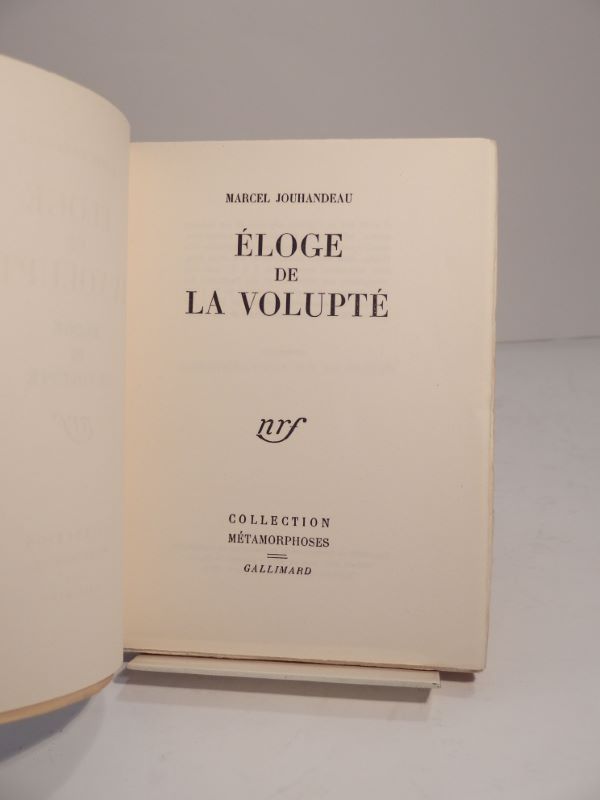 MARCEL JOUHANDEAU
ÉLOGE
DE
LA VOLUPTÉ
nrf
COLLECTION
MÉTAMORPHOSES
GALLIMARD